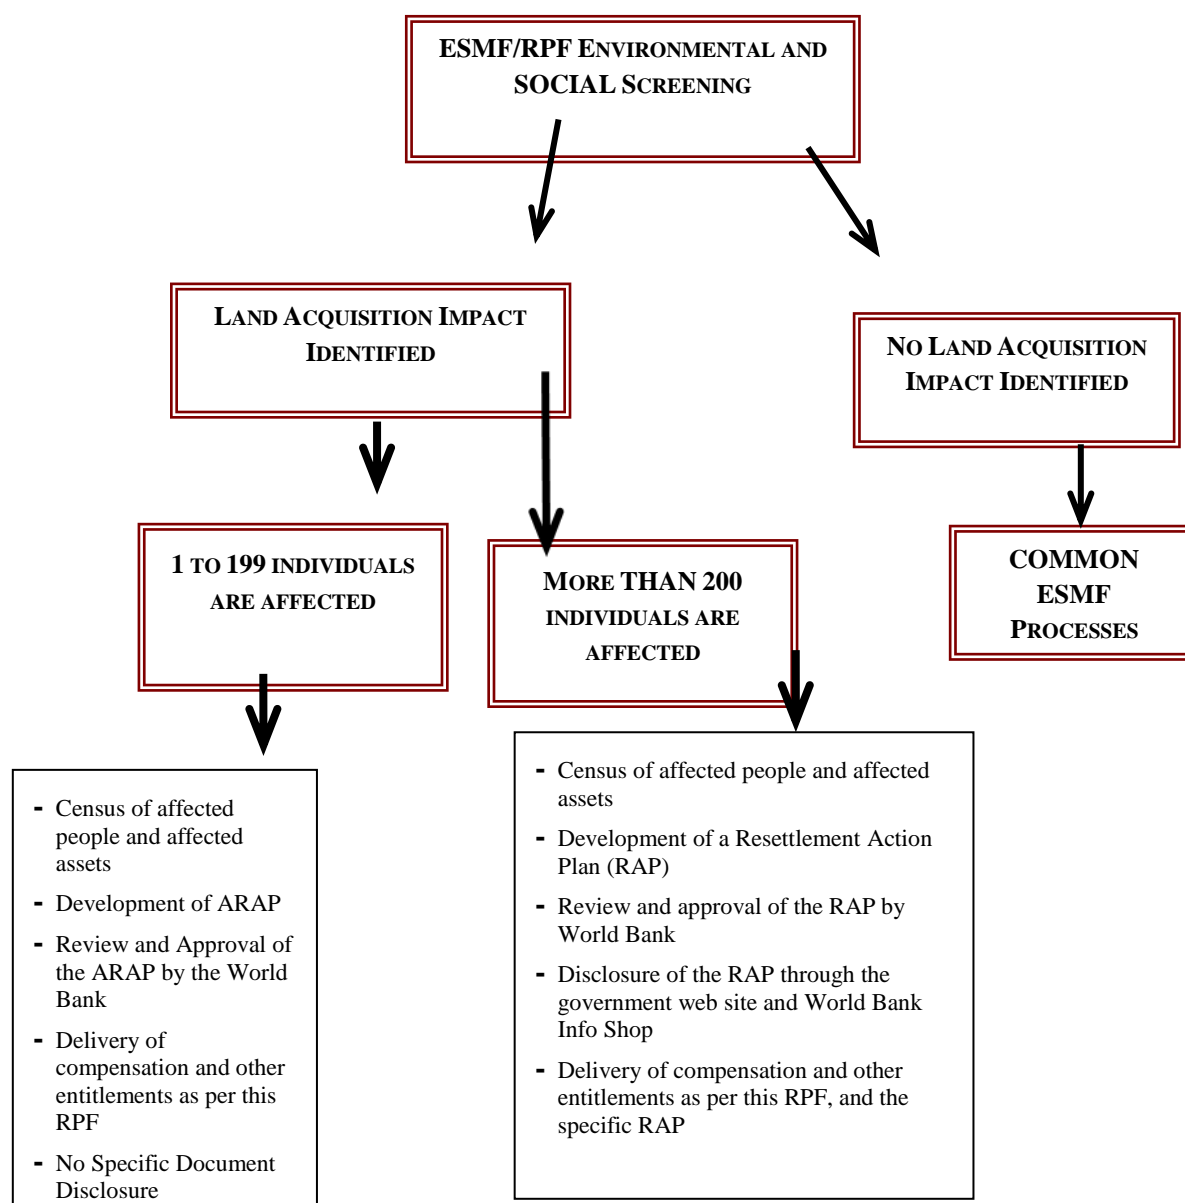 ESMF/RPF ENVIRONMENTAL AND
SOCIAL SCREENING
LAND ACQUISITION IMPACT
IDENTIFIED
NO LAND ACQUISITION
IMPACT IDENTIFIED
1 TO 199 INDIVIDUALS
ARE AFFECTED
MORE THAN 200
INDIVIDUALS ARE
AFFECTED
COMMON
ESMF
PROCESSES
- Census of affected
people and affected
assets
- Development of ARAP
- Review and Approval of
the ARAP by the World
Bank
- Delivery of
compensation and other
entitlements as per this
RPF
- No Specific Document
Disclosure
- Census of affected people and affected
assets
- Development of a Resettlement Action
Plan (RAP)
- Review and approval of the RAP by
World Bank
- Disclosure of the RAP through the
government web site and World Bank
Info Shop
- Delivery of compensation and other
entitlements as per this RPF, and the
specific RAP